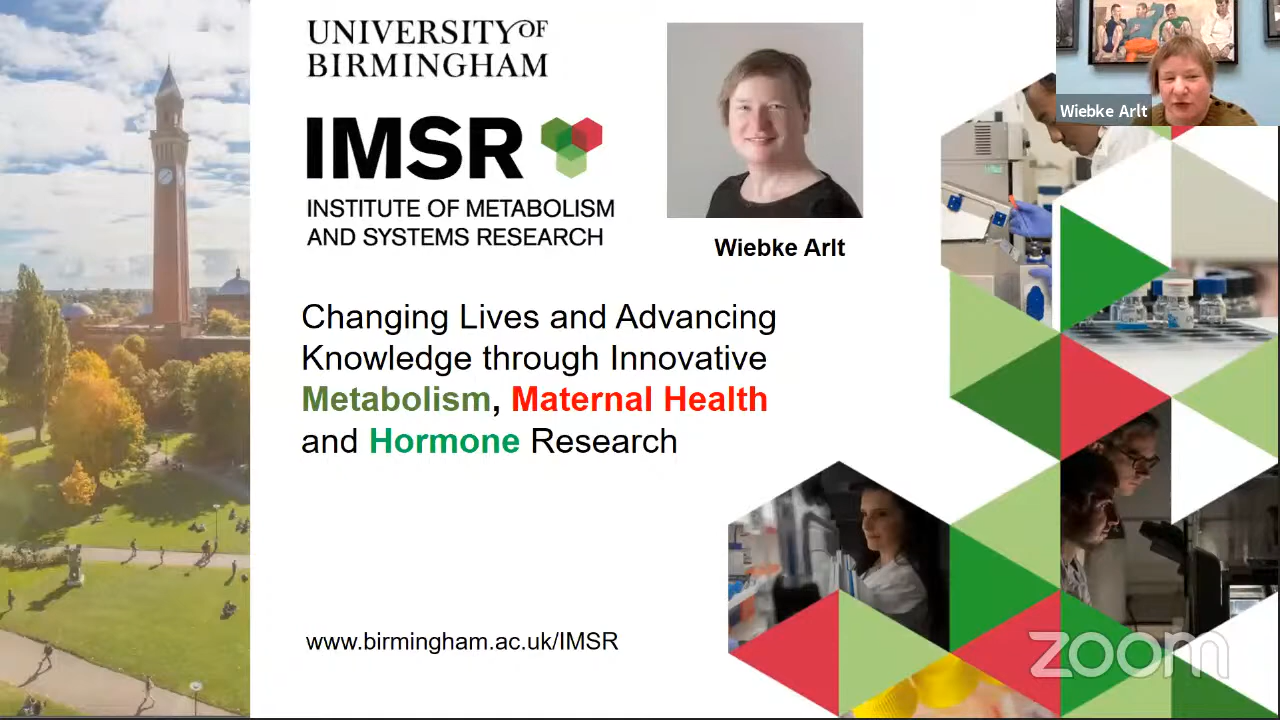 UNIVERSITY OF
BIRMINGHAM
IMSR
INSTITUTE OF METABOLISM
AND SYSTEMS RESEARCH
Wiebke Arlt
Wiebke Arlt
Changing Lives and Advancing
Knowledge through Innovative
Metabolism, Maternal Health
and Hormone Research
www.birmingham.ac.uk/IMSR
zoom